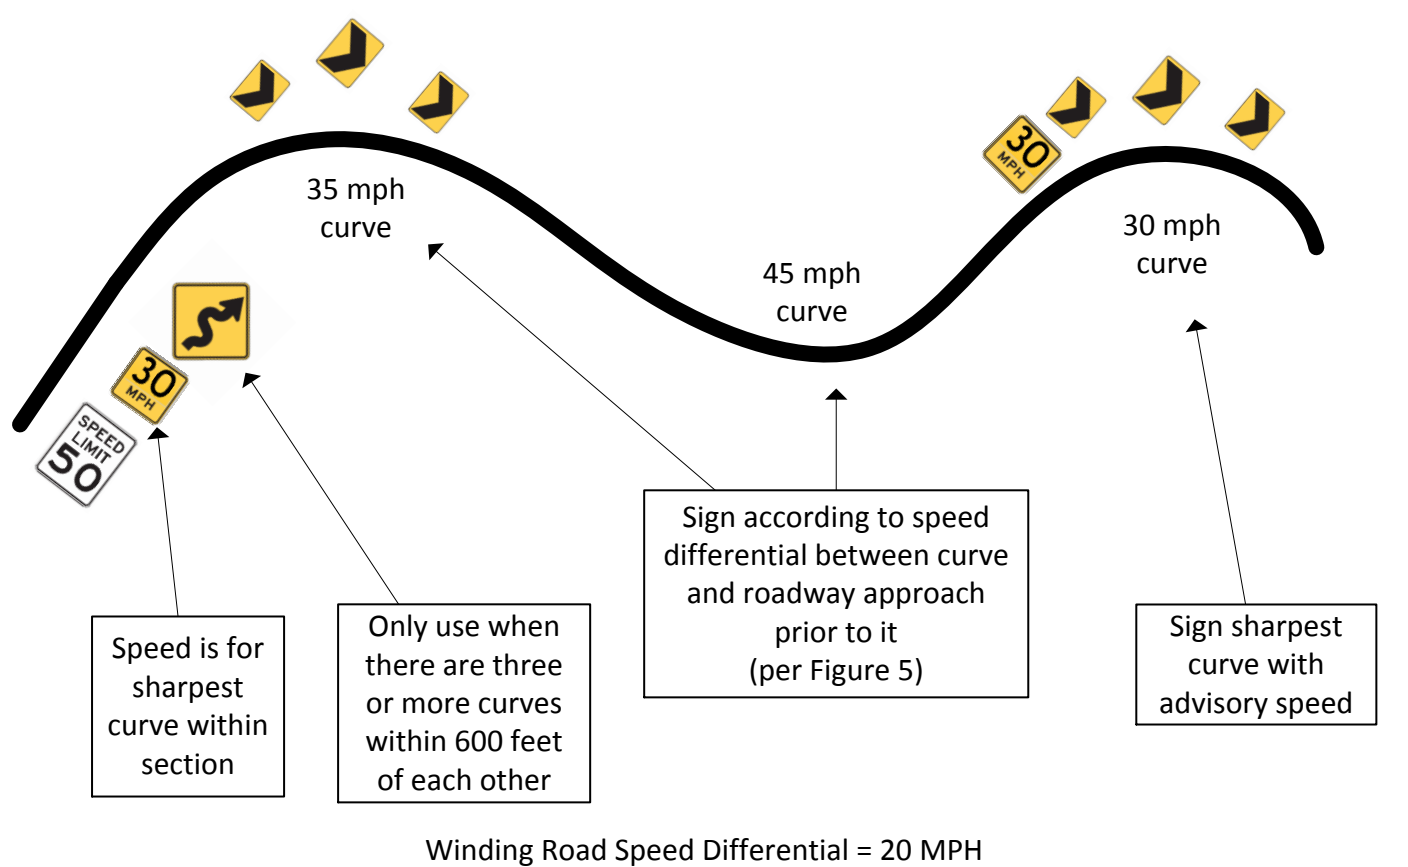 35 mph
curve
45 mph
curve
30
MPH
30 mph
curve
30
MPH
SPEED
LIMIT
50
Speed is for
sharpest
curve within
section
Only use when
there are three
or more curves
within 600 feet
of each other
Sign according to speed
differential between curve
and roadway approach
prior to it
(per Figure 5)
Sign sharpest
curve with
advisory speed
Winding Road Speed Differential = 20 MPH